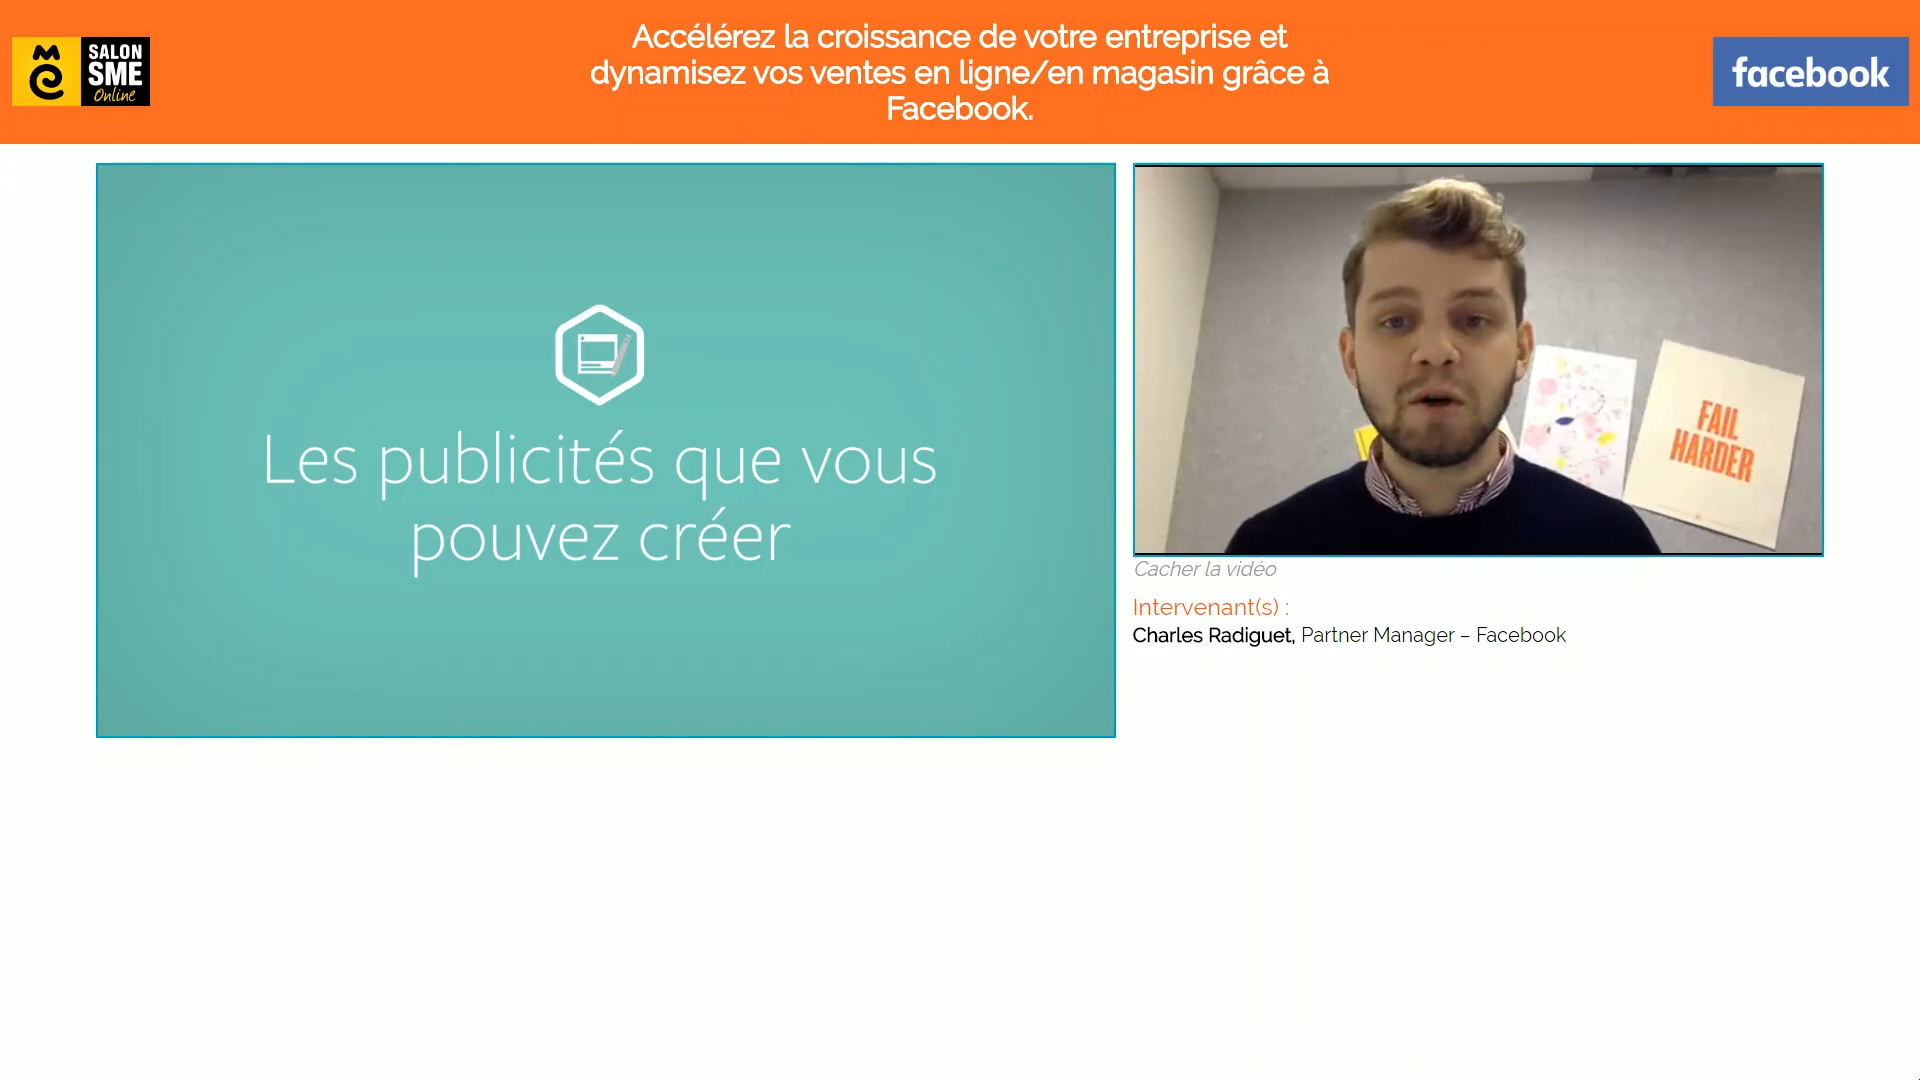 Accélérez la croissance de votre entreprise et
dynamisez vos ventes en ligne/en magasin grâce à
Facebook.
SALON
SME
Online
facebook
Les publicités que vous
pouvez créer
FAIL
HARDER
Cacher la vidéo
Intervenant(s) :
Charles Radiguet, Partner Manager – Facebook